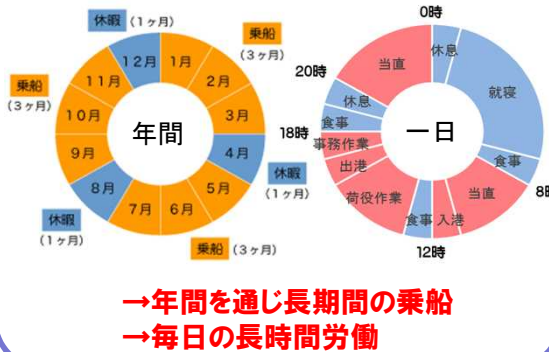 休暇
(1ヶ月)
乗船
(3ヶ月)
12月
1月
2月
3月
4月
5月
6月
7月
8月
9月
10月
11月
年間
乗船
(3ヶ月)
休暇
(1ヶ月)
休暇
(1ヶ月)
乗船 (3ヶ月)
0時
休息
就寝
食事
8時
当直
入港
12時
食事
荷役作業
出港
事務作業
18時
食事
休息
20時
当直
一日
→年間を通じ長期間の乗船
→毎日の長時間労働